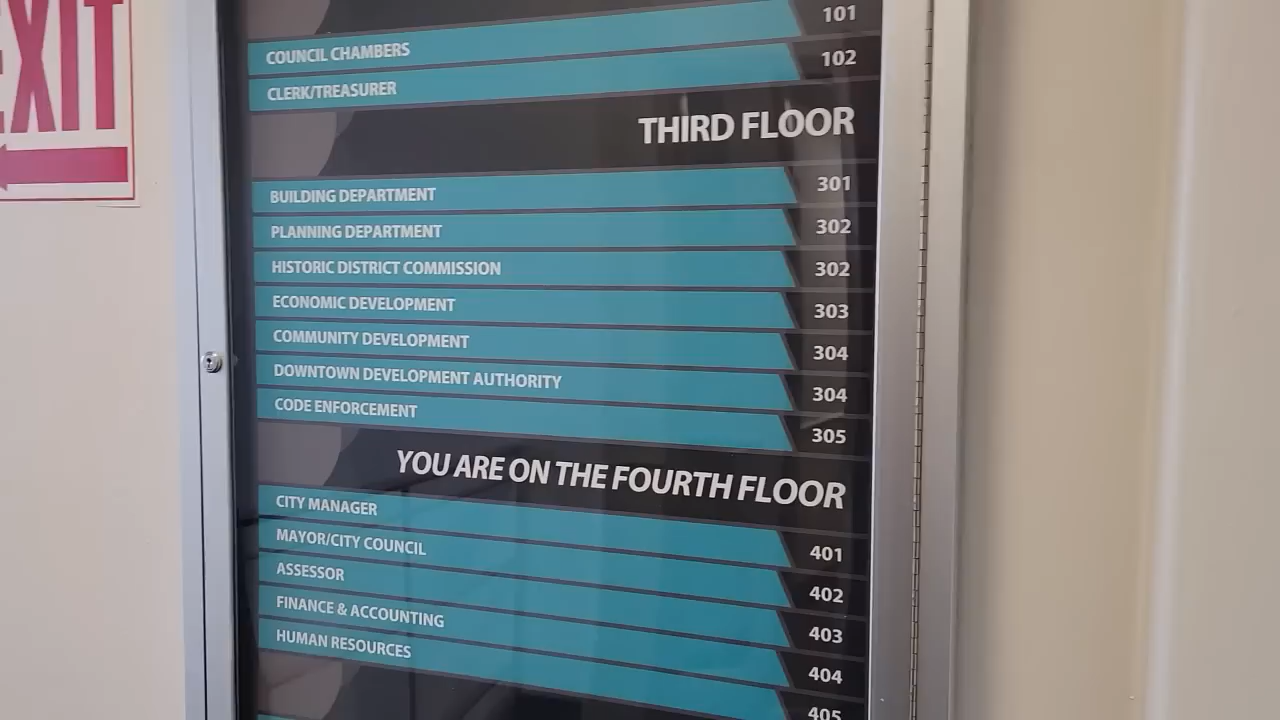 EXIT
COUNCIL CHAMBERS 101
CLERK/TREASURER 102
THIRD FLOOR
BUILDING DEPARTMENT 301
PLANNING DEPARTMENT 302
HISTORIC DISTRICT COMMISSION 302
ECONOMIC DEVELOPMENT 303
COMMUNITY DEVELOPMENT 304
DOWNTOWN DEVELOPMENT AUTHORITY 304
CODE ENFORCEMENT 305
YOU ARE ON THE FOURTH FLOOR
CITY MANAGER 401
MAYOR/CITY COUNCIL 402
ASSESSOR 403
FINANCE & ACCOUNTING 404
HUMAN RESOURCES 405